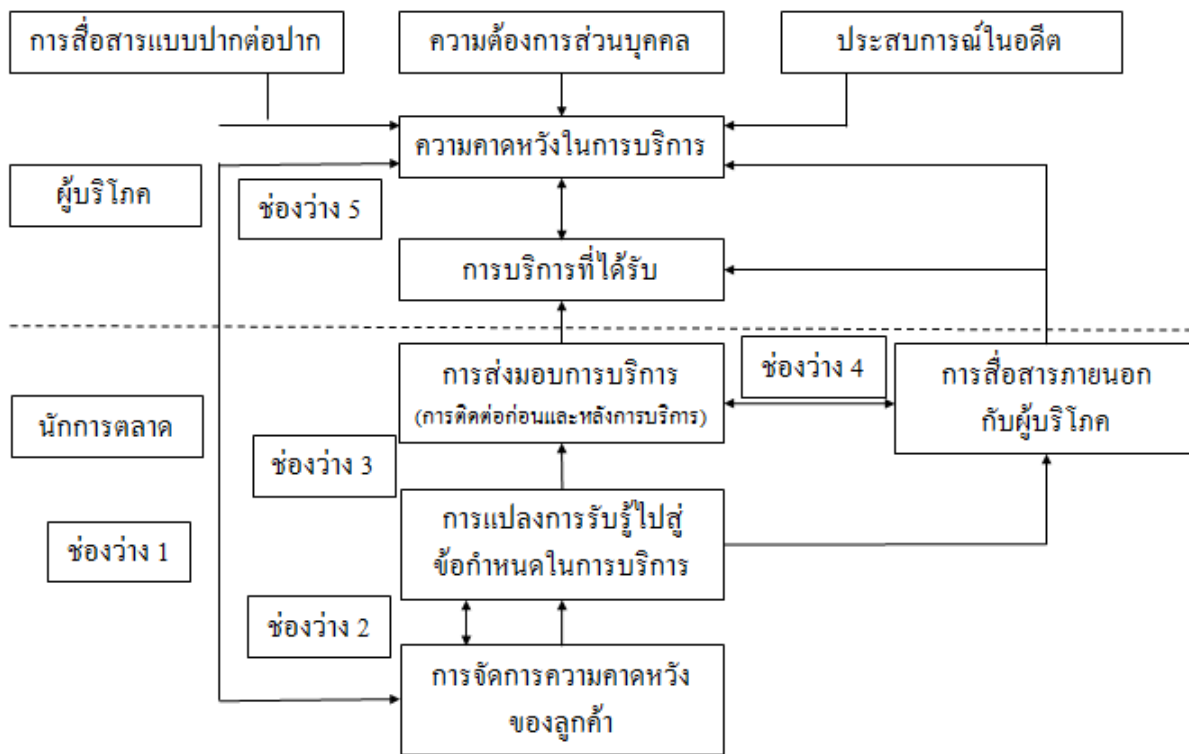 การสื่อสารแบบปากต่อปาก
ความต้องการส่วนบุคคล
ประสบการณ์ในอดีต
ความคาดหวังในการบริการ
ผู้บริโภค
ช่องว่าง 5
การบริการที่ได้รับ
การส่งมอบการบริการ
(การติดต่อก่อนและหลังการบริการ)
ช่องว่าง 4
การสื่อสารภายนอก
กับผู้บริโภค
นักการตลาด
ช่องว่าง 3
การแปลงการรับรู้ไปสู่
ข้อกำหนดในการบริการ
ช่องว่าง 1
ช่องว่าง 2
การจัดการความคาดหวัง
ของลูกค้า